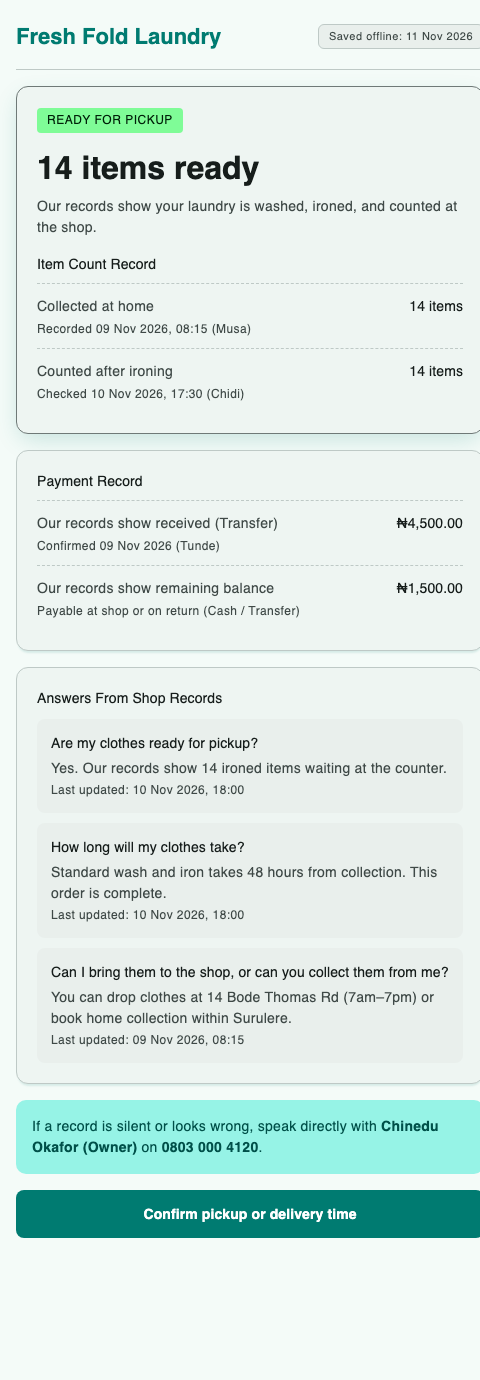 Fresh Fold Laundry
Saved offline: 11 Nov 2026
READY FOR PICKUP
14 items ready
Our records show your laundry is washed, ironed, and counted at
the shop.
Item Count Record
Collected at home
14 items
Recorded 09 Nov 2026, 08:15 (Musa)
Counted after ironing
14 items
Checked 10 Nov 2026, 17:30 (Chidi)
Payment Record
Our records show received (Transfer)
₦4,500.00
Confirmed 09 Nov 2026 (Tunde)
Our records show remaining balance
₦1,500.00
Payable at shop or on return (Cash / Transfer)
Answers From Shop Records
Are my clothes ready for pickup?
Yes. Our records show 14 ironed items waiting at the counter.
Last updated: 10 Nov 2026, 18:00
How long will my clothes take?
Standard wash and iron takes 48 hours from collection. This
order is complete.
Last updated: 10 Nov 2026, 18:00
Can I bring them to the shop, or can you collect them from me?
You can drop clothes at 14 Bode Thomas Rd (7am–7pm) or
book home collection within Surulere.
Last updated: 09 Nov 2026, 08:15
If a record is silent or looks wrong, speak directly with Chinedu
Okafor (Owner) on 0803 000 4120.
Confirm pickup or delivery time